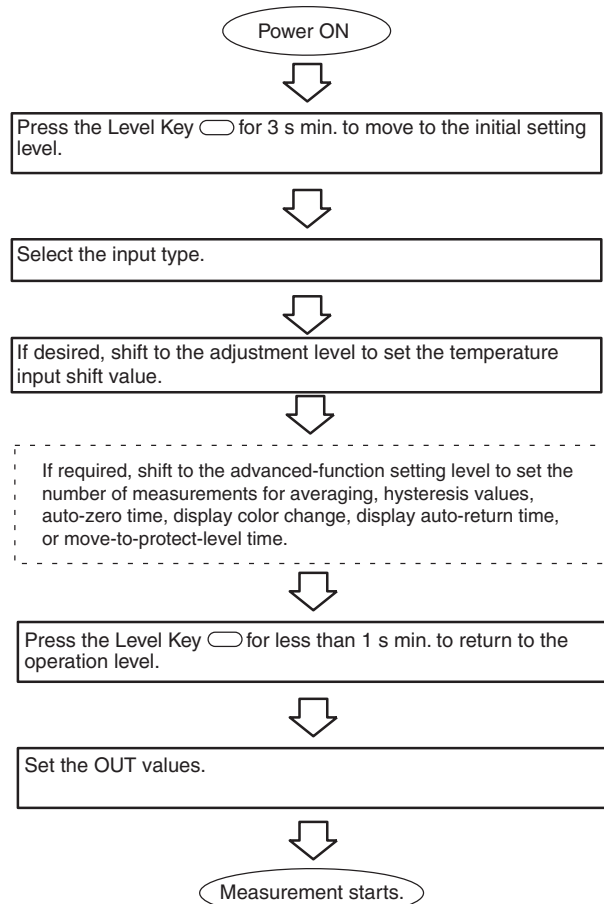 Power ON
Press the Level Key for 3 s min. to move to the initial setting
level.
Select the input type.
If desired, shift to the adjustment level to set the temperature
input shift value.
If required, shift to the advanced-function setting level to set the
number of measurements for averaging, hysteresis values,
auto-zero time, display color change, display auto-return time,
or move-to-protect-level time.
Press the Level Key for less than 1 s min. to return to the
operation level.
Set the OUT values.
Measurement starts.